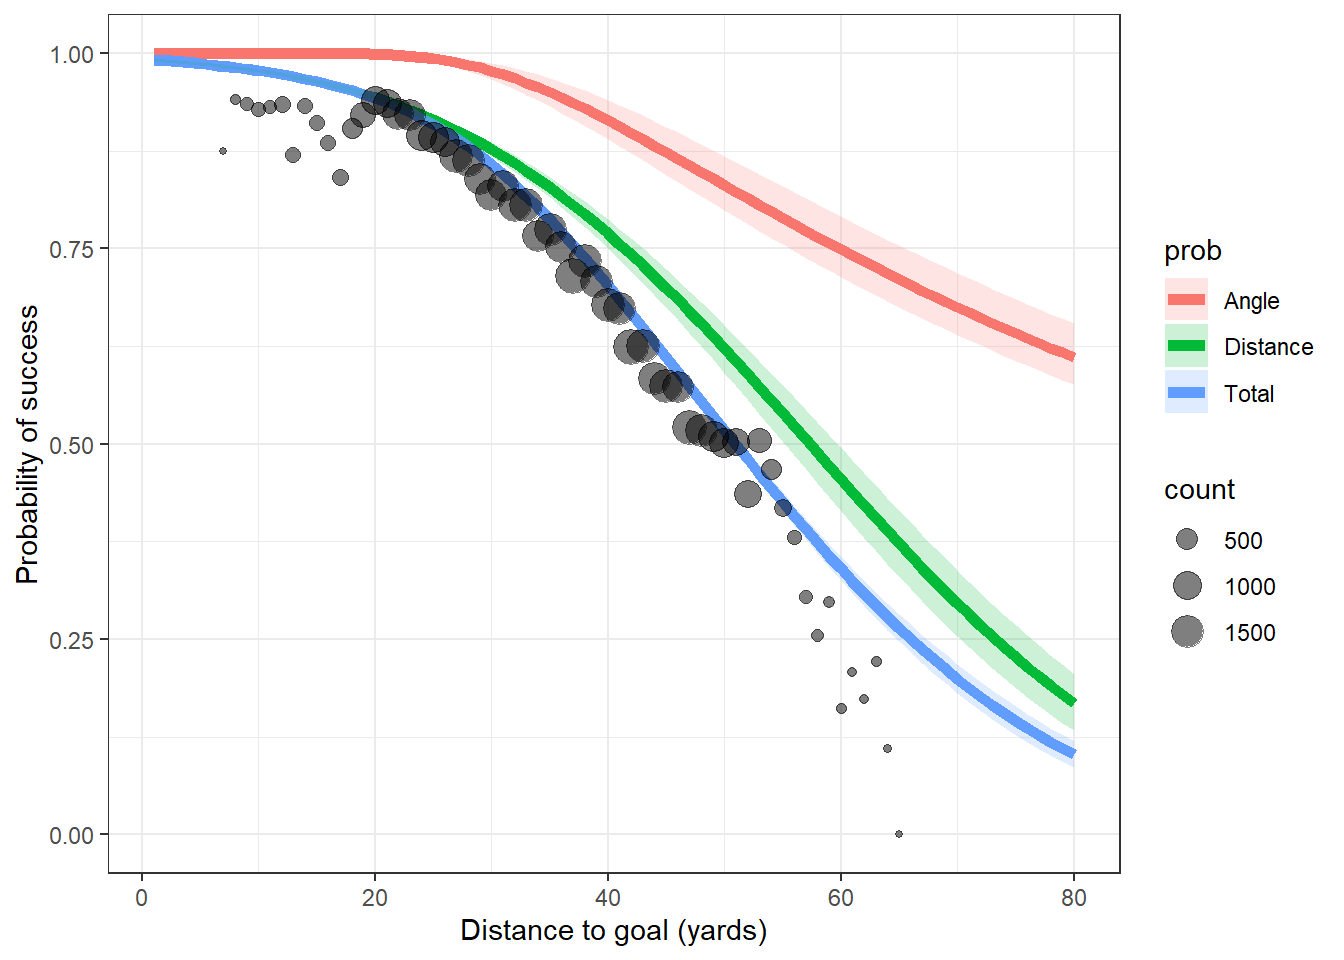 1.00
0.75
0.50
0.25
0.00
Probability of success
0
20
40
60
80
Distance to goal (yards)
prob
Angle
Distance
Total
count
500
1000
1500